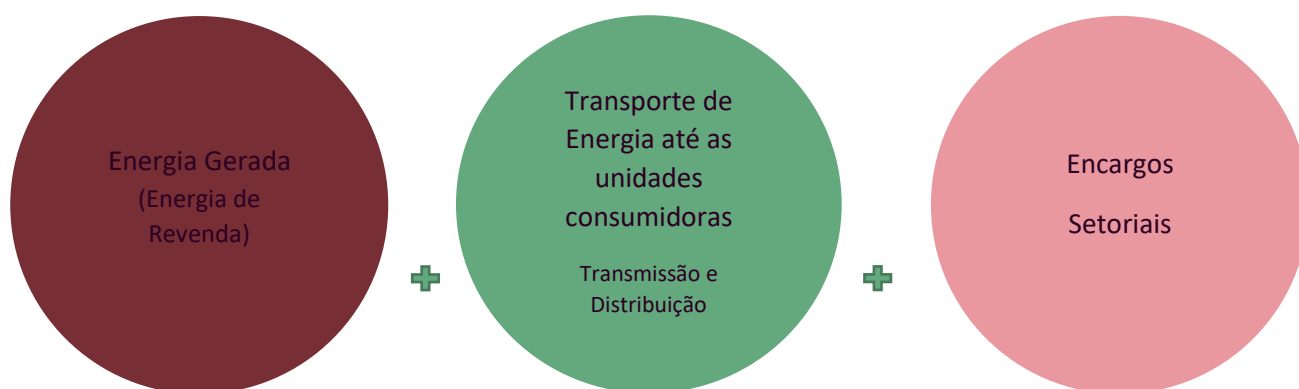 Energia Gerada
(Energia de
Revenda)
Transporte de
Energia até as
unidades
consumidoras
Transmissão e
Distribuição
Encargos
Setoriais